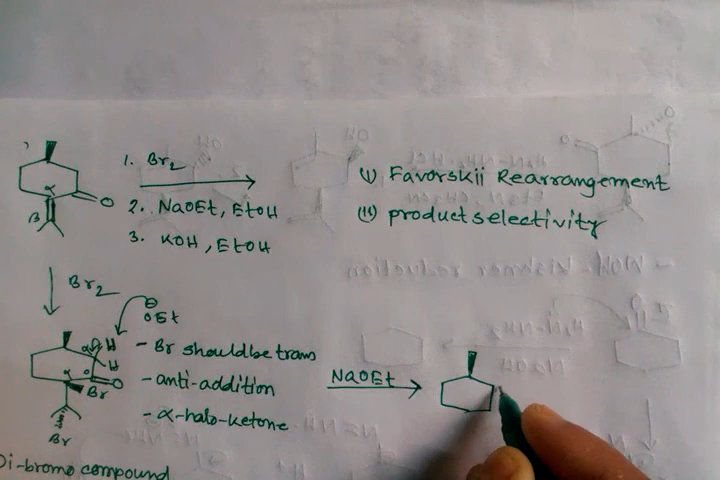 1. Br2
2. NaOEt, EtOH
3. KOH, EtOH
(i) Favorskii Rearrangement
(ii) product selectivity
α
O
B
Br2
⊖
OEt
α
H
H
α
O
Br
Br
- Br should be trans
- anti-addition
- α-halo-ketone
NaOEt
Di-bromo compound